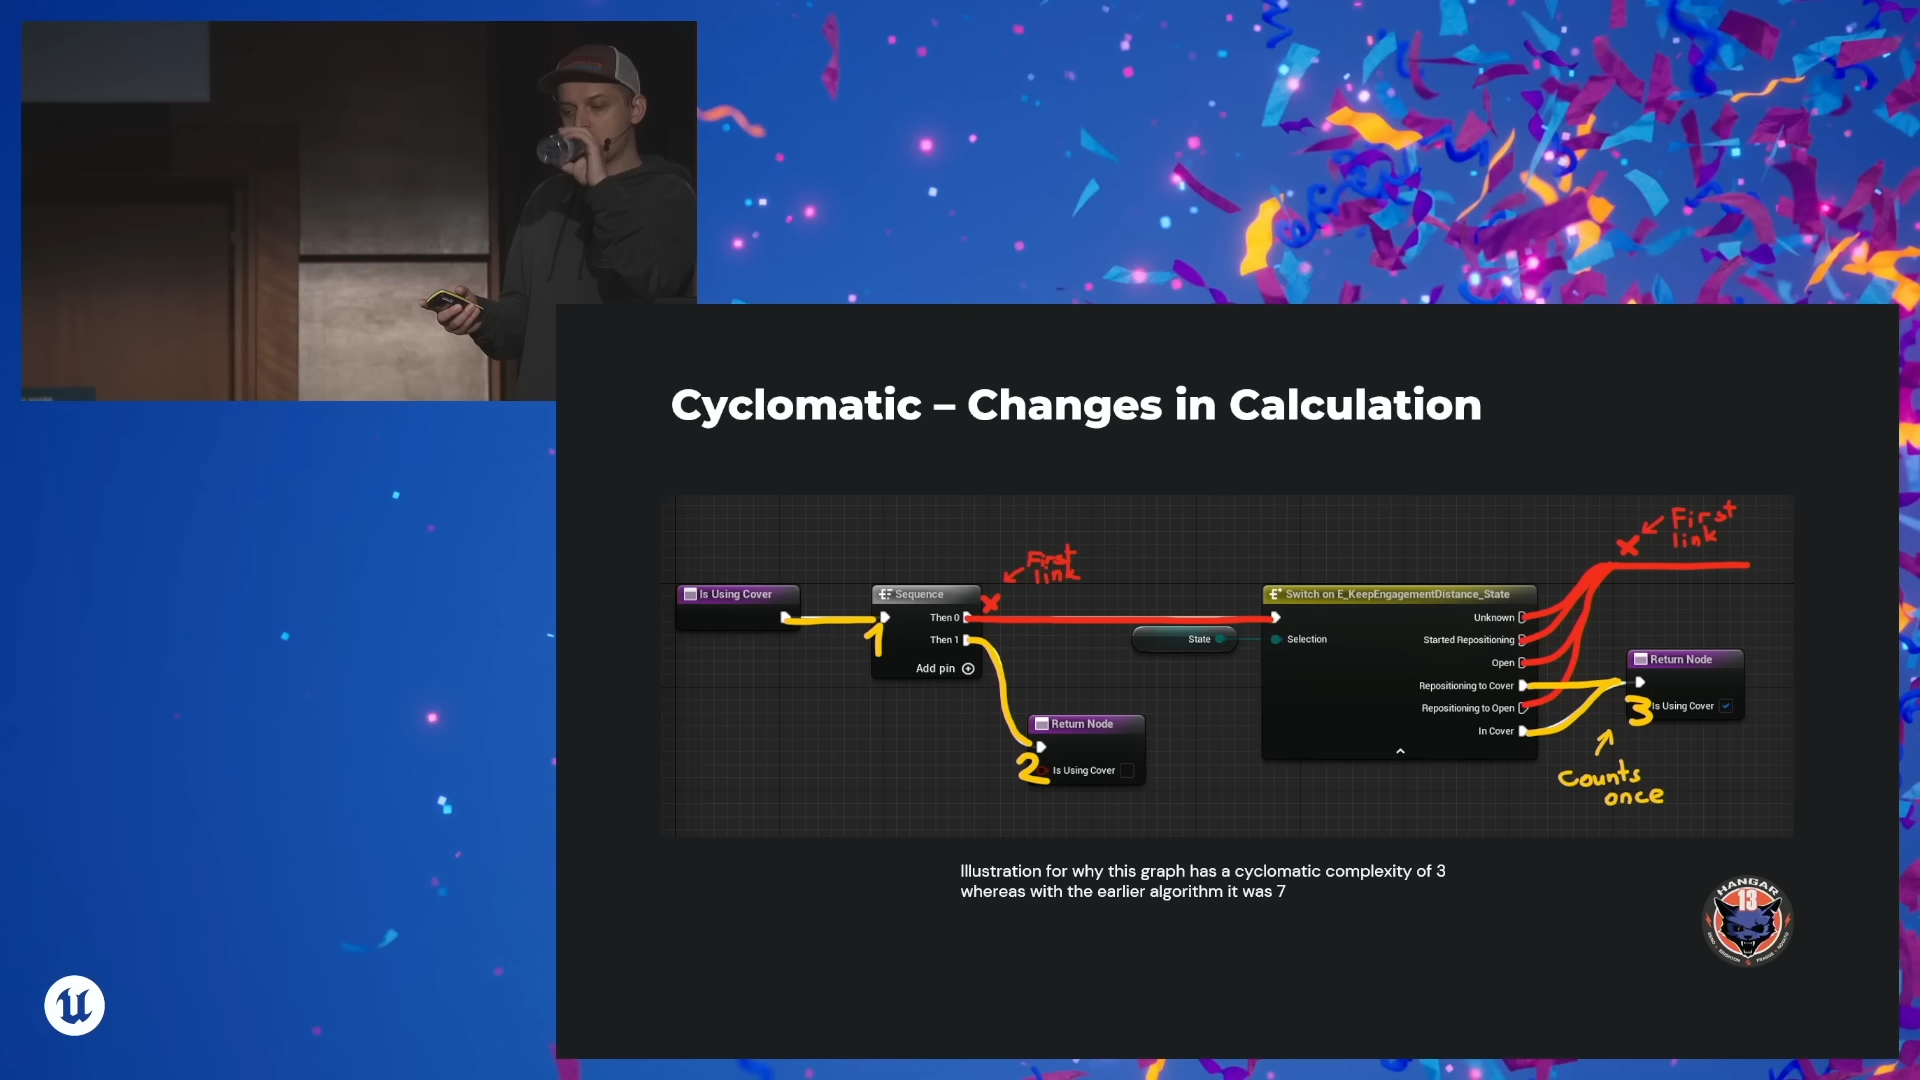 Cyclomatic – Changes in Calculation
First
link
First
link
Is Using Cover
Sequence
Then 0
Then 1
Add pin
1
Return Node
Is Using Cover
2
State
Switch on E_KeepEngagementDistance_State
Selection
Unknown
Started Repositioning
Open
Repositioning to Cover
Repositioning to Open
In Cover
Return Node
Is Using Cover
3
Counts
once
Illustration for why this graph has a cyclomatic complexity of 3
whereas with the earlier algorithm it was 7
HANGAR
13